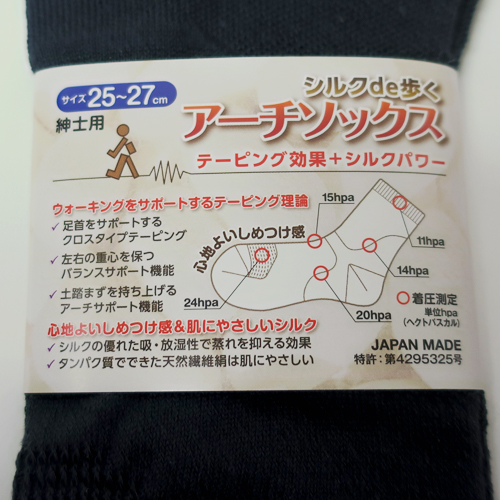 サイズ 25～27cm
紳士用
シルクde歩く
アーチソックス
テーピング効果＋シルクパワー
ウォーキングをサポートするテーピング理論
✓ 足首をサポートする
クロスタイプテーピング
✓ 左右の重心を保つ
バランスサポート機能
✓ 土踏まずを持ち上げる
アーチサポート機能
心地よいしめつけ感
15hpa
11hpa
14hpa
24hpa
20hpa
○着圧測定
単位hpa
(ヘクトパスカル)
心地よいしめつけ感＆肌にやさしいシルク
✓ シルクの優れた吸・放湿性で蒸れを抑える効果
✓ タンパク質でできた天然繊維絹は肌にやさしい
JAPAN MADE
特許：第4295325号